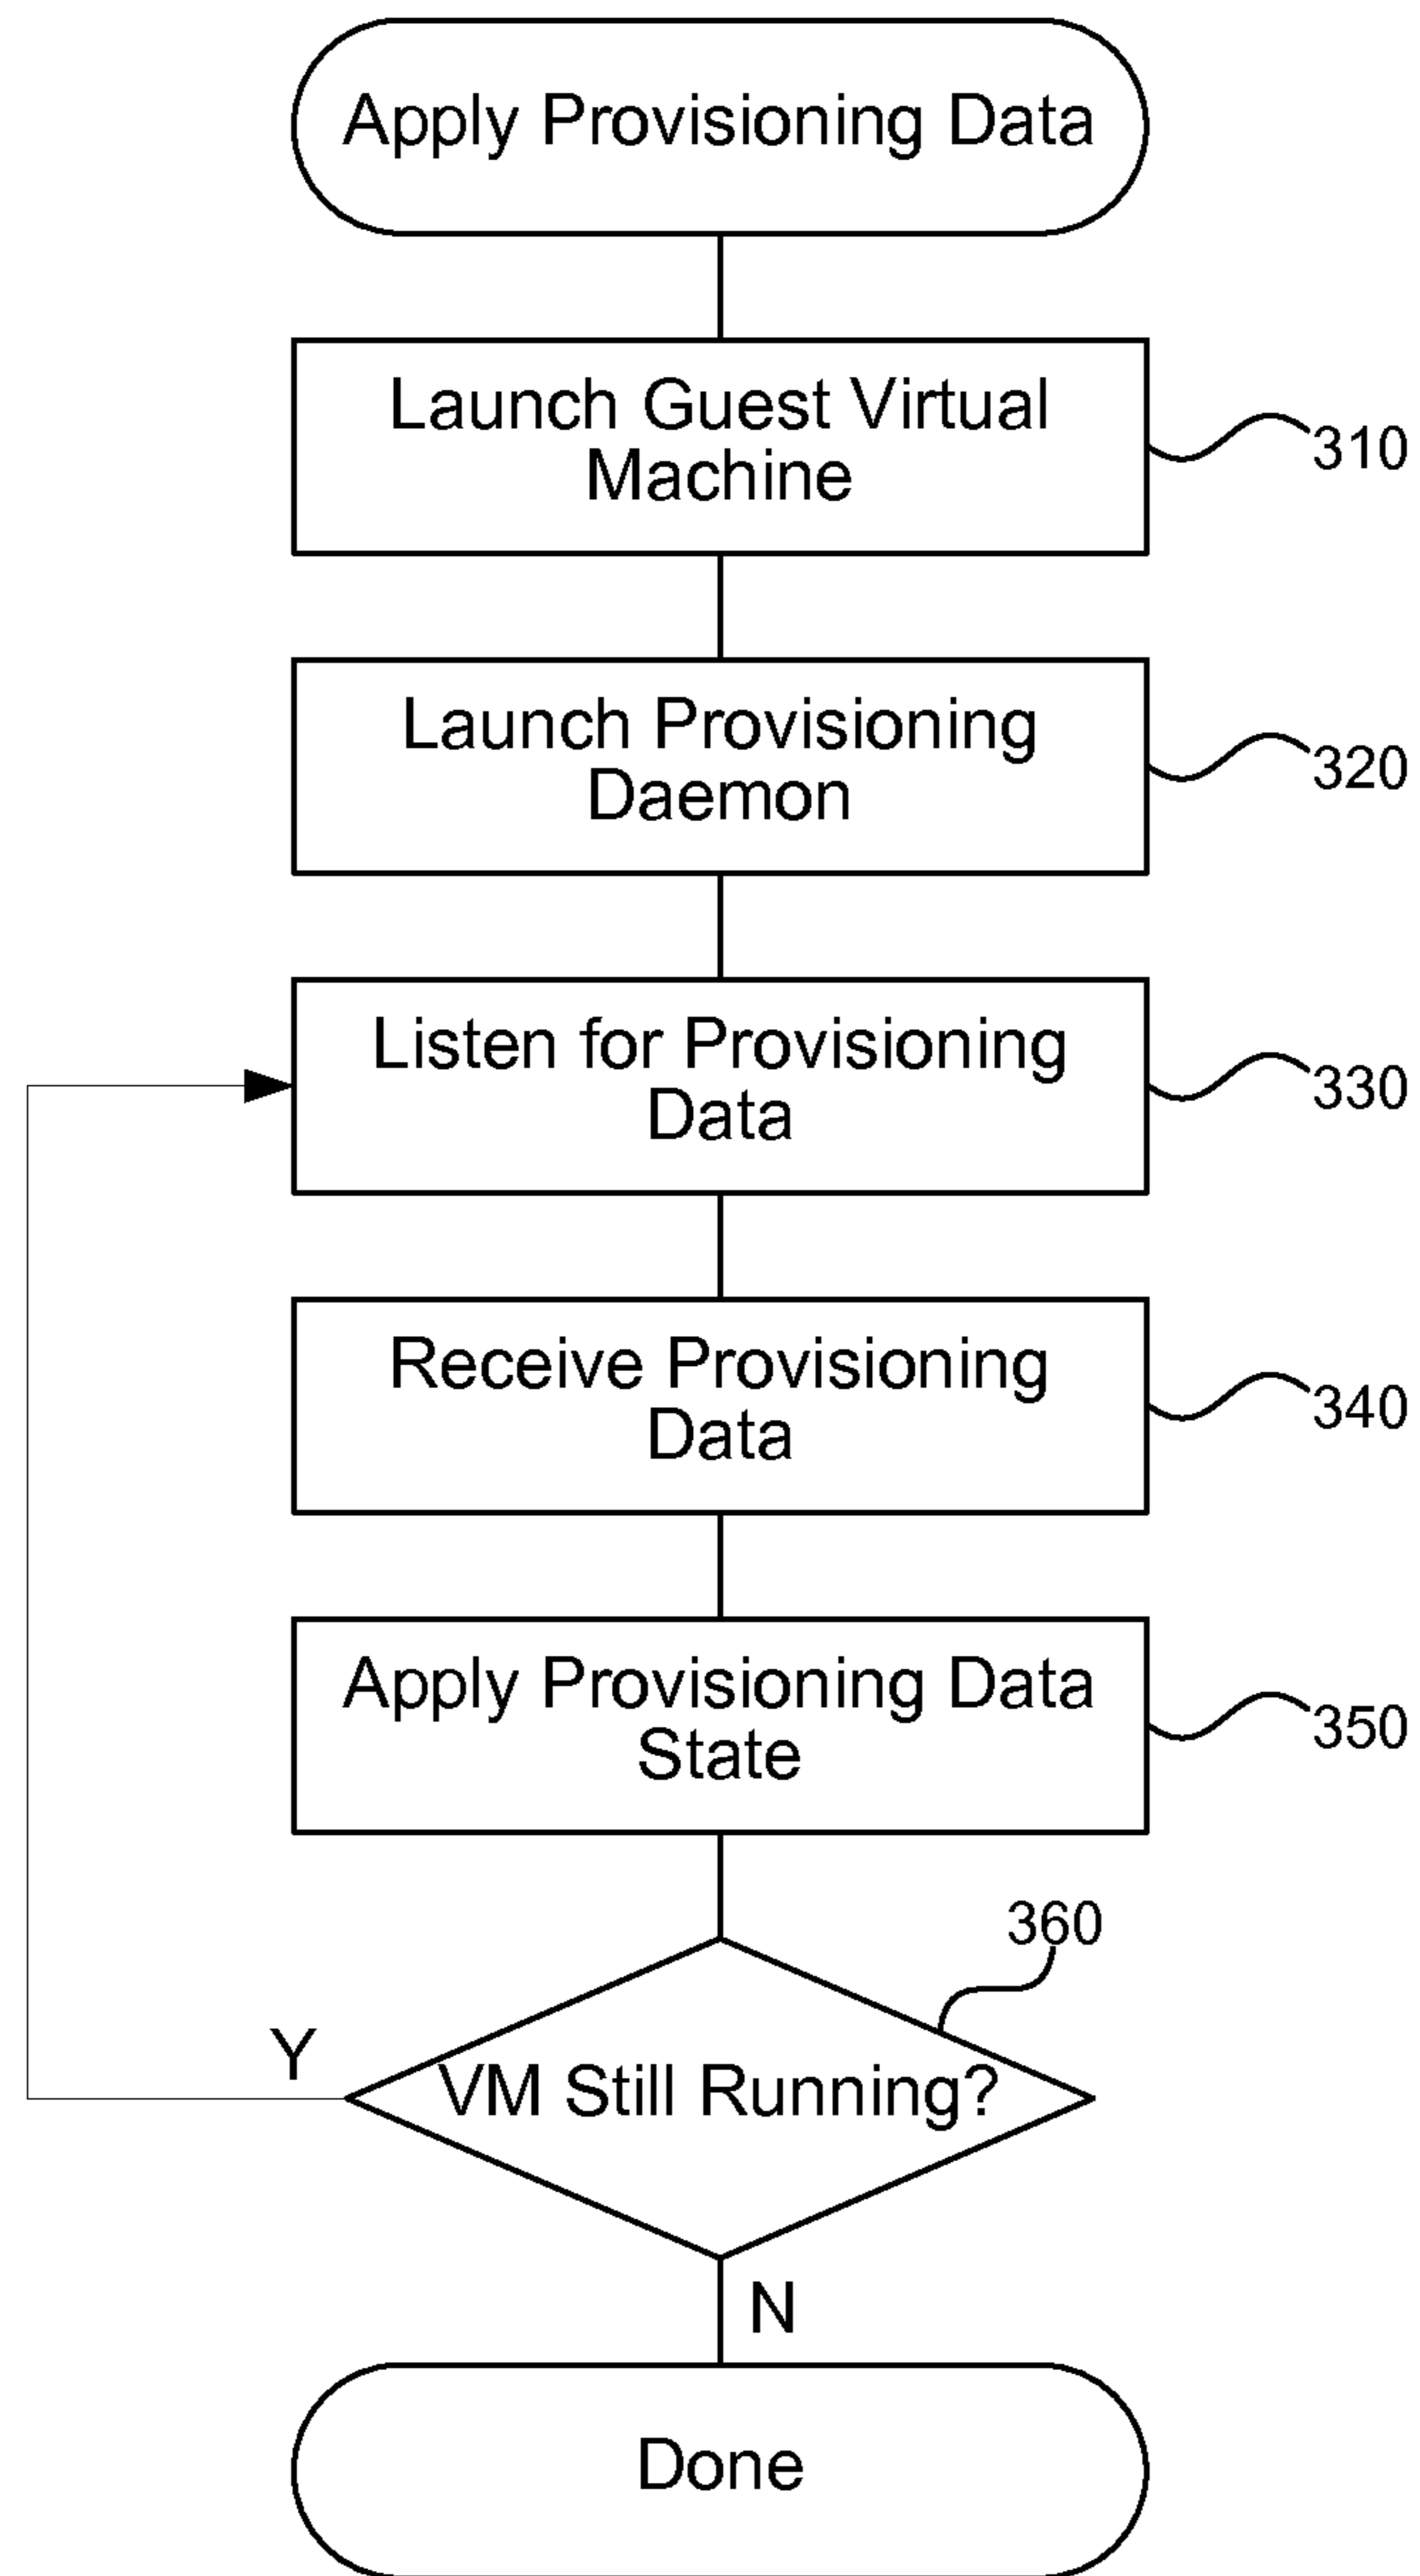 Apply Provisioning Data
Launch Guest Virtual
Machine
310
Launch Provisioning
Daemon
320
Listen for Provisioning
Data
330
Receive Provisioning
Data
340
Apply Provisioning Data
State
350
360
VM Still Running?
Y
N
Done